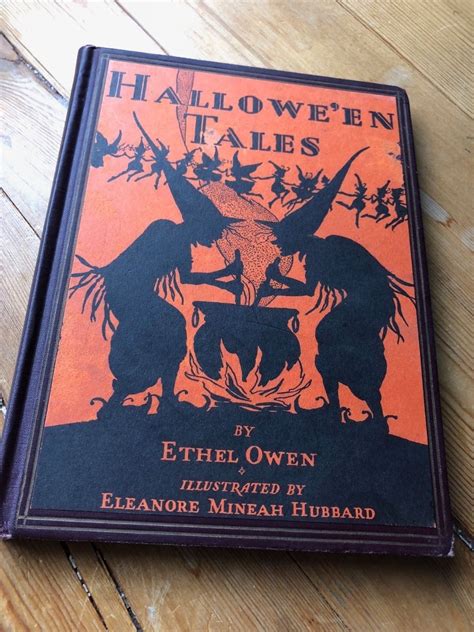 HALLOWE'EN
TALES
BY
ETHEL OWEN
ILLUSTRATED BY
ELEANORE MINEAH HUBBARD